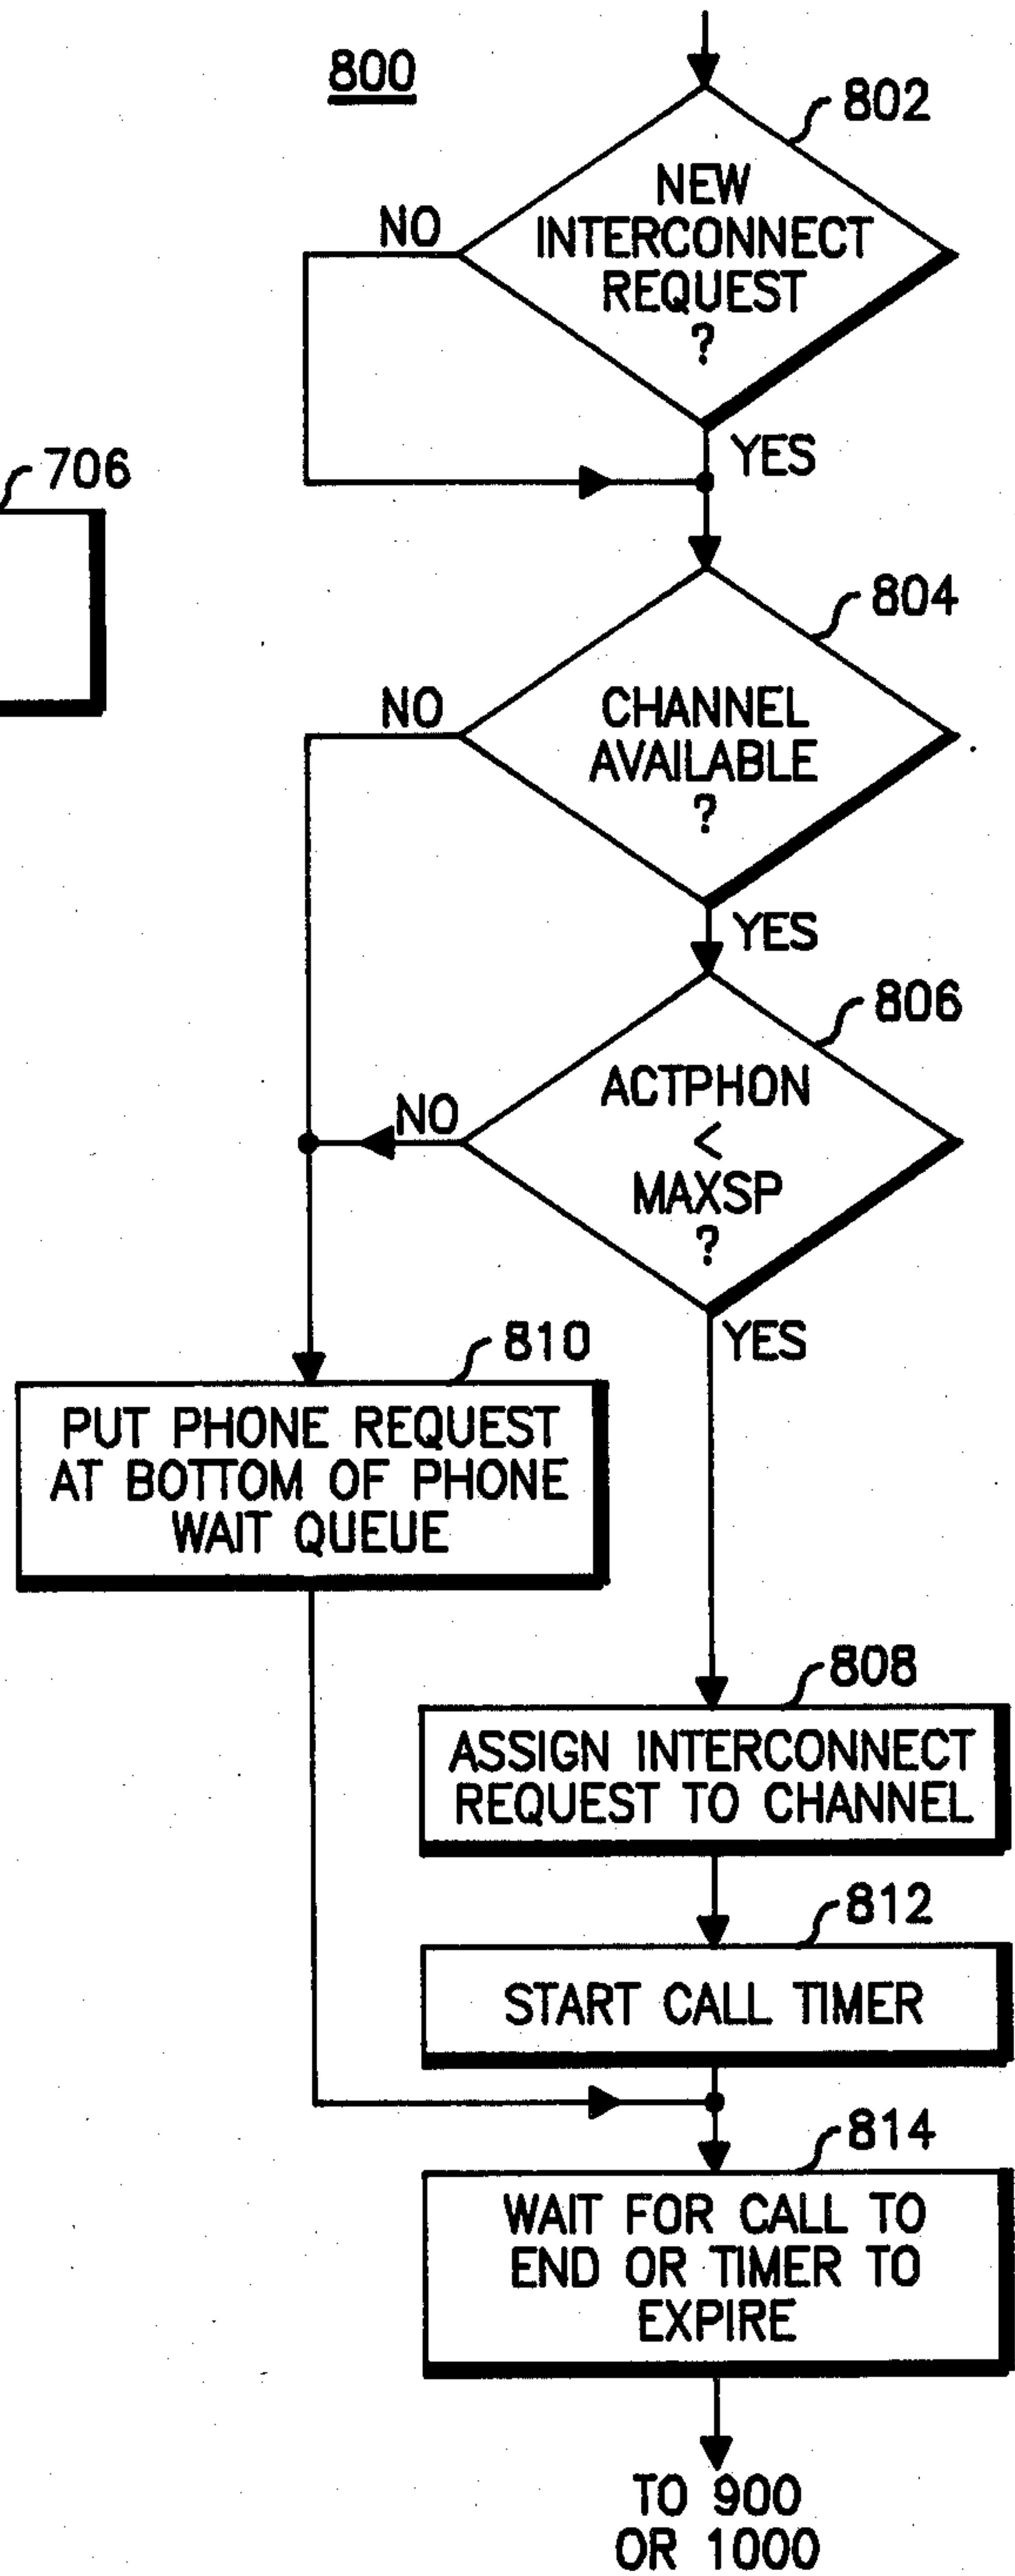 800
802
NEW
INTERCONNECT
REQUEST
?
NO
YES
706
804
CHANNEL
AVAILABLE
?
NO
YES
806
ACTPHON
<
MAXSP
?
NO
YES
810
PUT PHONE REQUEST
AT BOTTOM OF PHONE
WAIT QUEUE
808
ASSIGN INTERCONNECT
REQUEST TO CHANNEL
812
START CALL TIMER
814
WAIT FOR CALL TO
END OR TIMER TO
EXPIRE
TO 900
OR 1000